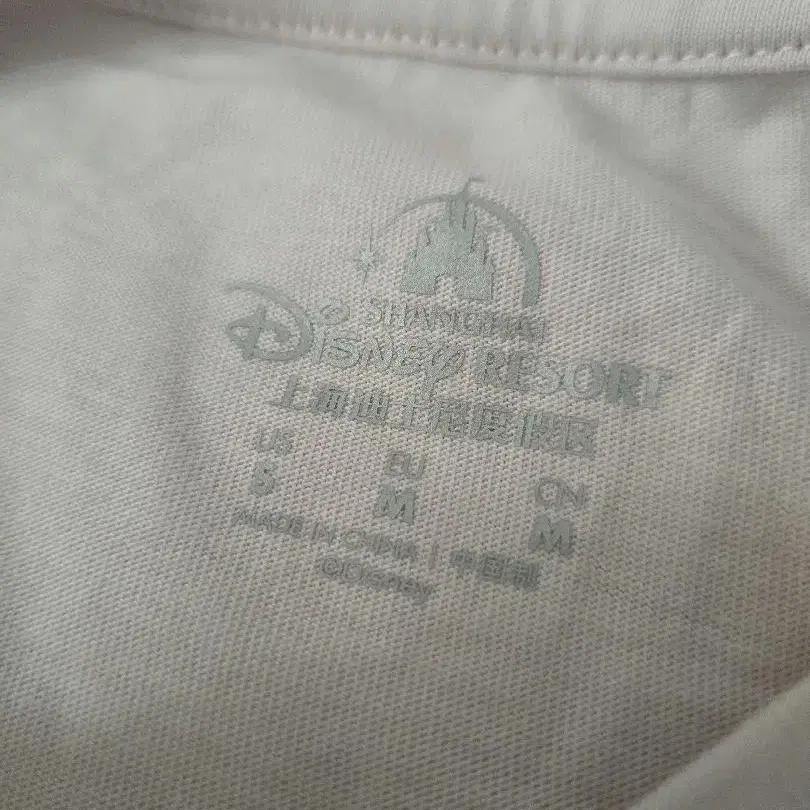 SHANGHAI
DISNEY RESORT
上海迪士尼度假区
US EU CN
S M M
MADE IN CHINA | 中国制
©DISNEY